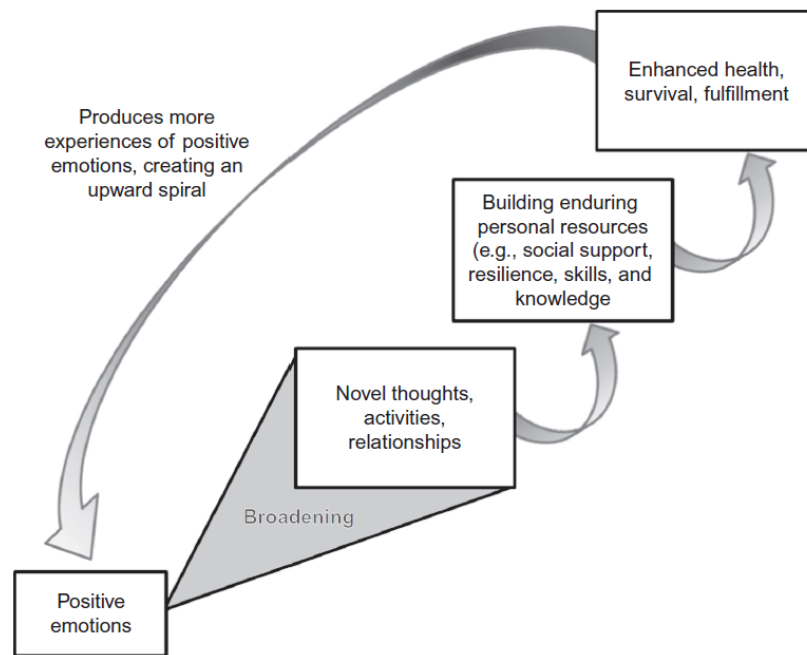 Enhanced health,
survival, fulfillment
Produces more
experiences of positive
emotions, creating an
upward spiral
Building enduring
personal resources
(e.g., social support,
resilience, skills, and
knowledge
Novel thoughts,
activities,
relationships
Broadening
Positive
emotions